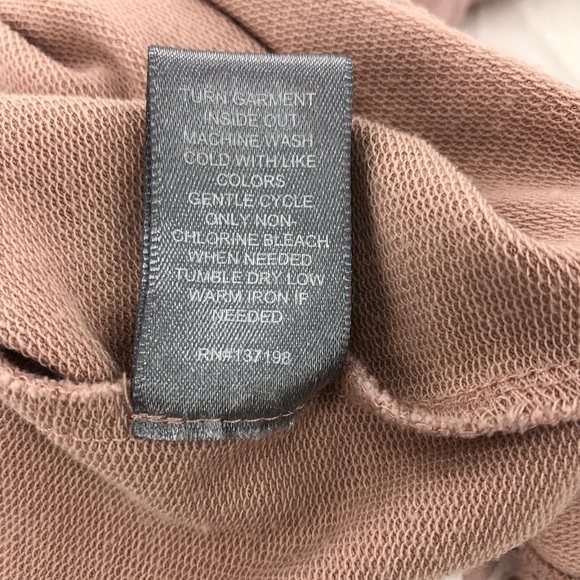 TURN GARMENT
INSIDE OUT
MACHINE WASH
COLD WITH LIKE
COLORS
GENTLE CYCLE
ONLY NON-
CHLORINE BLEACH
WHEN NEEDED
TUMBLE DRY LOW
WARM IRON IF
NEEDED
RN#137198